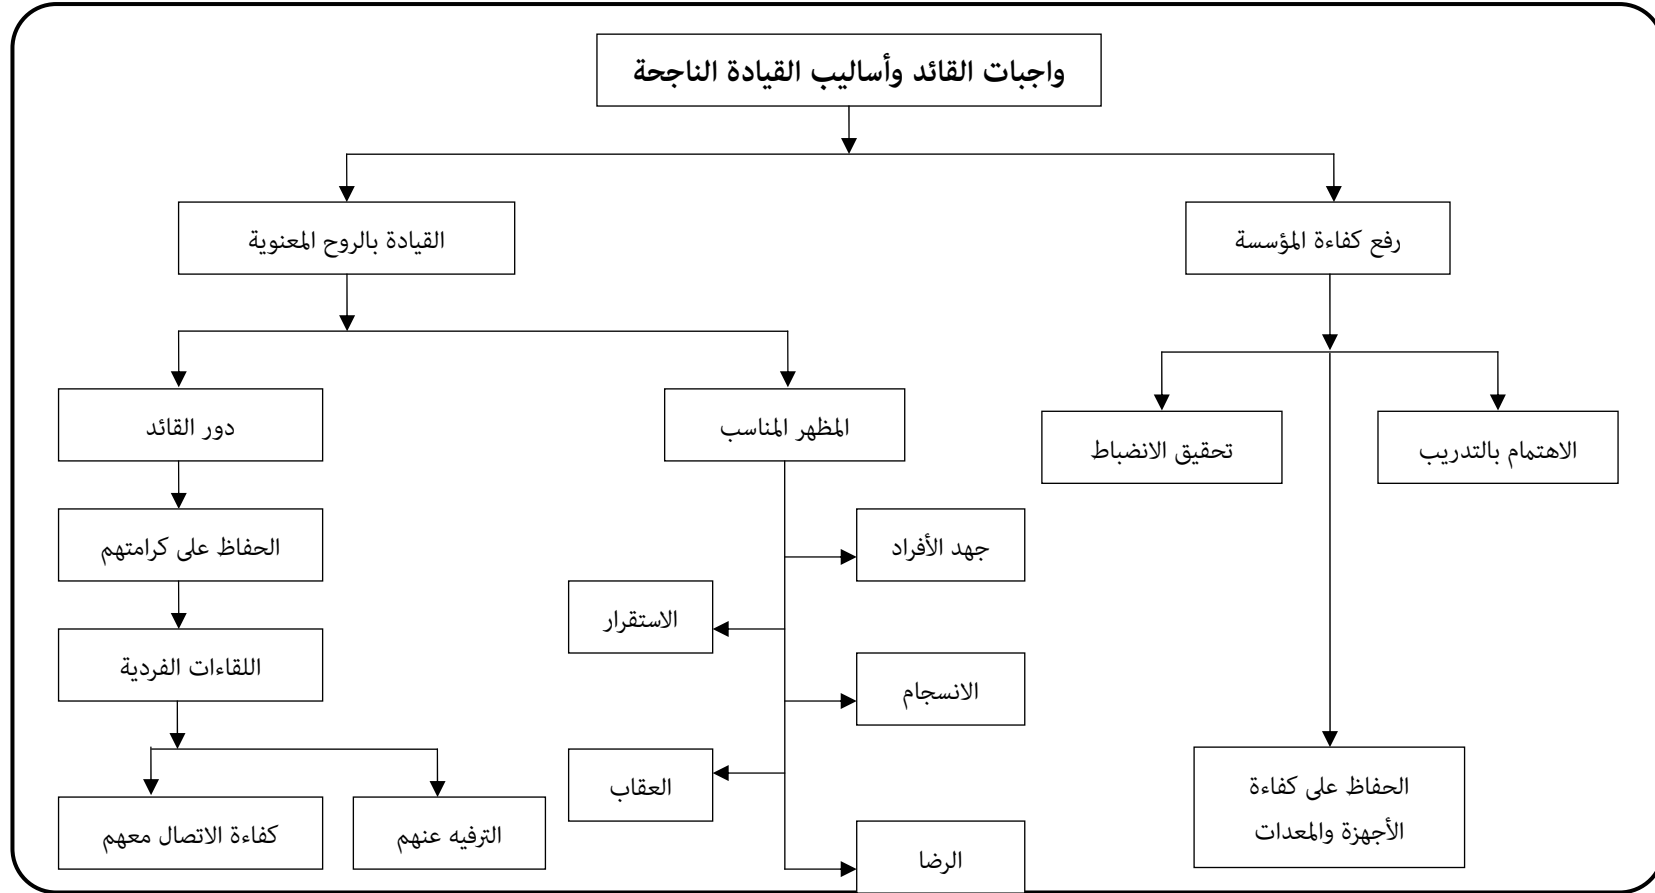 واجبات القائد وأساليب القيادة الناجحة
رفع كفاءة المؤسسة
القيادة بالروح المعنوية
الاهتمام بالتدريب
تحقيق الانضباط
الحفاظ على كفاءة
الأجهزة والمعدات
المظهر المناسب
جهد الأفراد
الاستقرار
الانسجام
العقاب
الرضا
دور القائد
الحفاظ على كرامتهم
اللقاءات الفردية
الترفيه عنهم
كفاءة الاتصال معهم